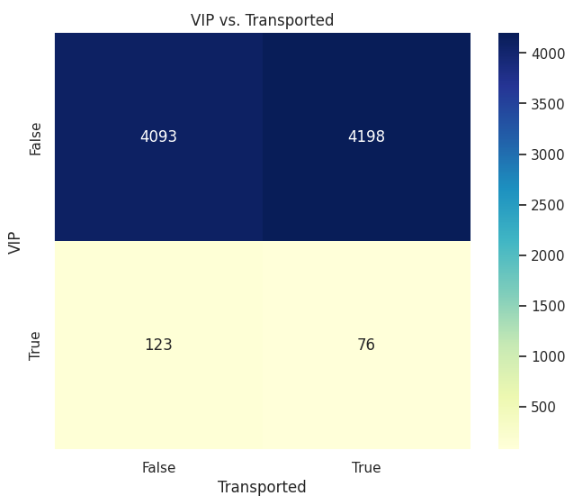 VIP vs. Transported
False
4093 4198
VIP
True
123 76
False True
Transported
4000
3500
3000
2500
2000
1500
1000
500